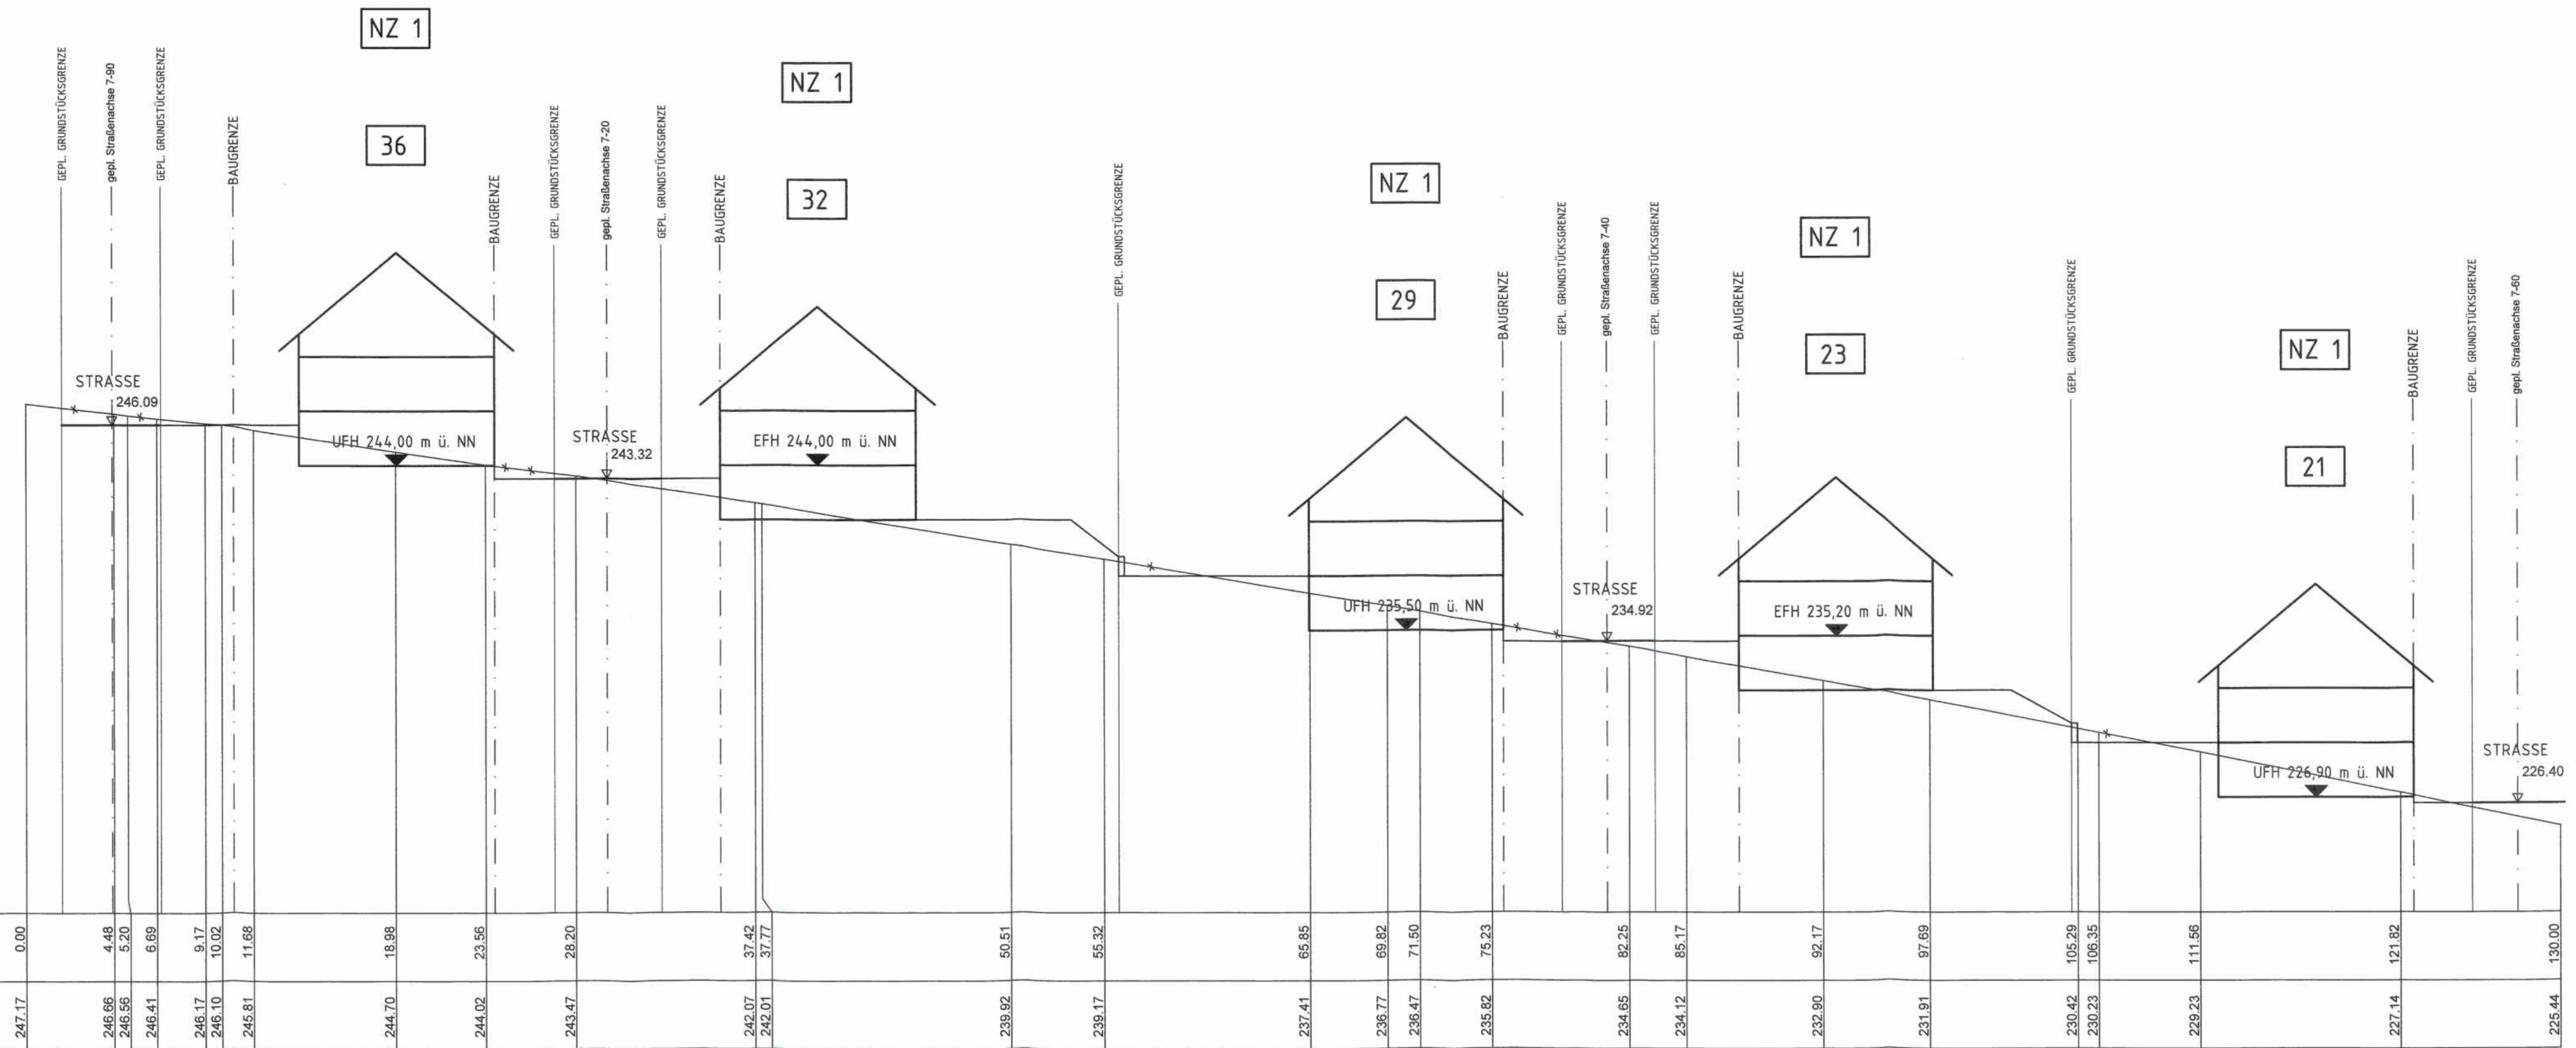 NZ 1
36
NZ 1
32
NZ 1
29
NZ 1
23
NZ 1
21
GEPL. GRUNDSTÜCKSGRENZE
gepl. Straßenachse 7-90
GEPL. GRUNDSTÜCKSGRENZE
BAUGRENZE
BAUGRENZE
GEPL. GRUNDSTÜCKSGRENZE
gepl. Straßenachse 7-20
GEPL. GRUNDSTÜCKSGRENZE
BAUGRENZE
GEPL. GRUNDSTÜCKSGRENZE
BAUGRENZE
GEPL. GRUNDSTÜCKSGRENZE
gepl. Straßenachse 7-40
GEPL. GRUNDSTÜCKSGRENZE
BAUGRENZE
GEPL. GRUNDSTÜCKSGRENZE
BAUGRENZE
GEPL. GRUNDSTÜCKSGRENZE
gepl. Straßenachse 7-60
STRASSE
246.09
UFH 244,00 m ü. NN
STRASSE
243.32
EFH 244,00 m ü. NN
UFH 235,50 m ü. NN
STRASSE
234.92
EFH 235,20 m ü. NN
UFH 226,90 m ü. NN
STRASSE
226.40
0.00
4.48
5.20
6.69
9.17
10.02
11.68
18.98
23.56
28.20
37.42
37.77
50.51
55.32
65.85
69.82
71.50
75.23
82.25
85.17
92.17
97.69
105.29
106.35
111.56
121.82
130.00
247.17
246.66
246.56
246.41
246.17
246.10
245.81
244.70
244.02
243.47
242.07
242.01
239.92
239.17
237.41
236.77
236.47
235.82
234.65
234.12
232.90
231.91
230.42
230.23
229.23
227.14
225.44